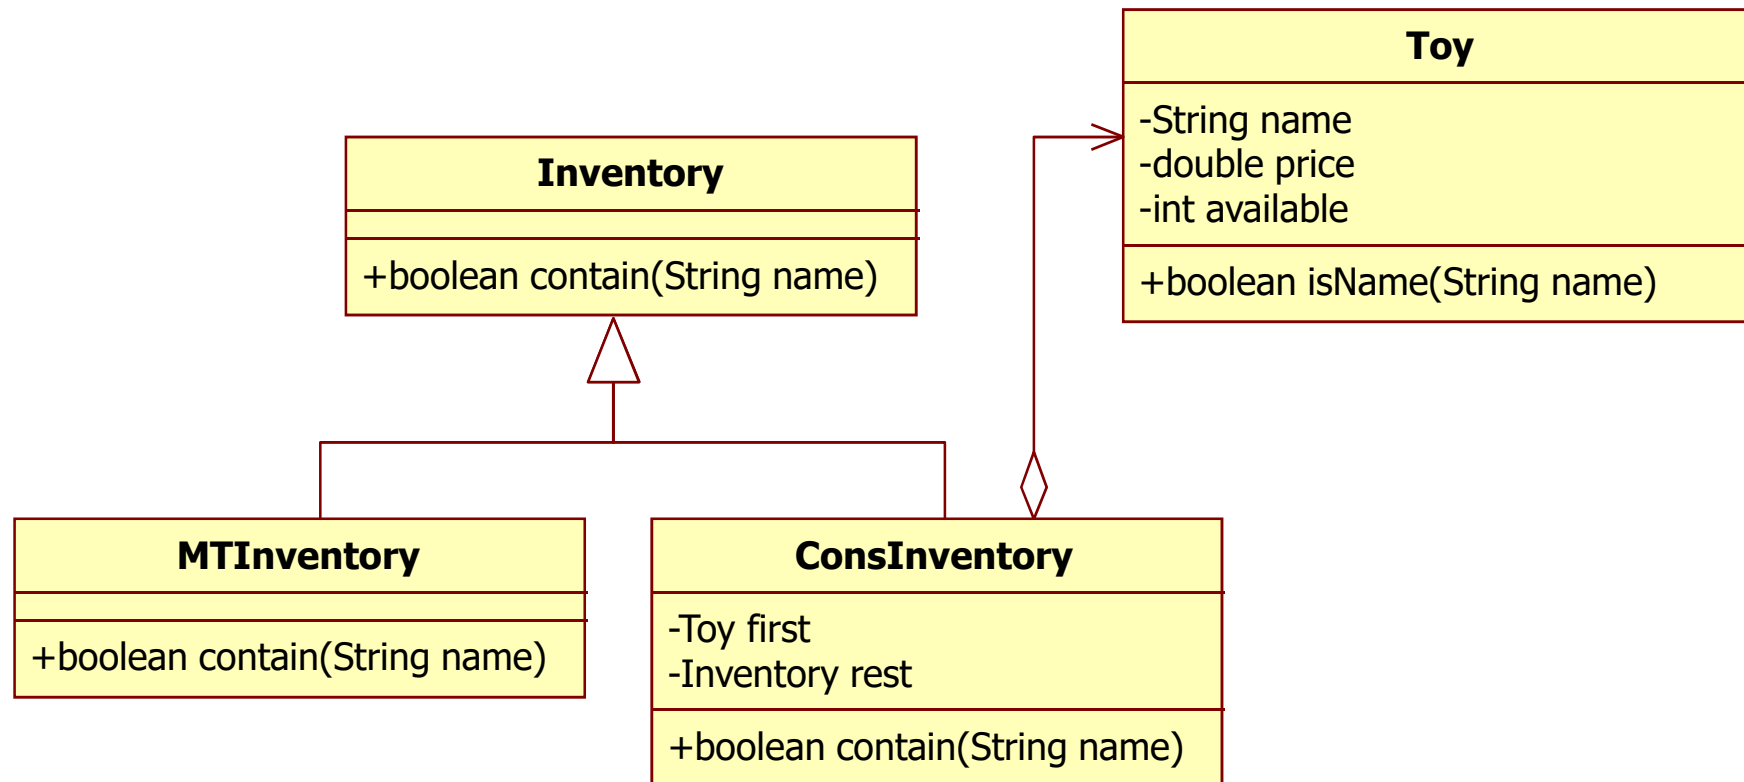 Toy
-String name
-double price
-int available
+boolean isName(String name)
Inventory
+boolean contain(String name)
MTInventory
+boolean contain(String name)
ConsInventory
-Toy first
-Inventory rest
+boolean contain(String name)